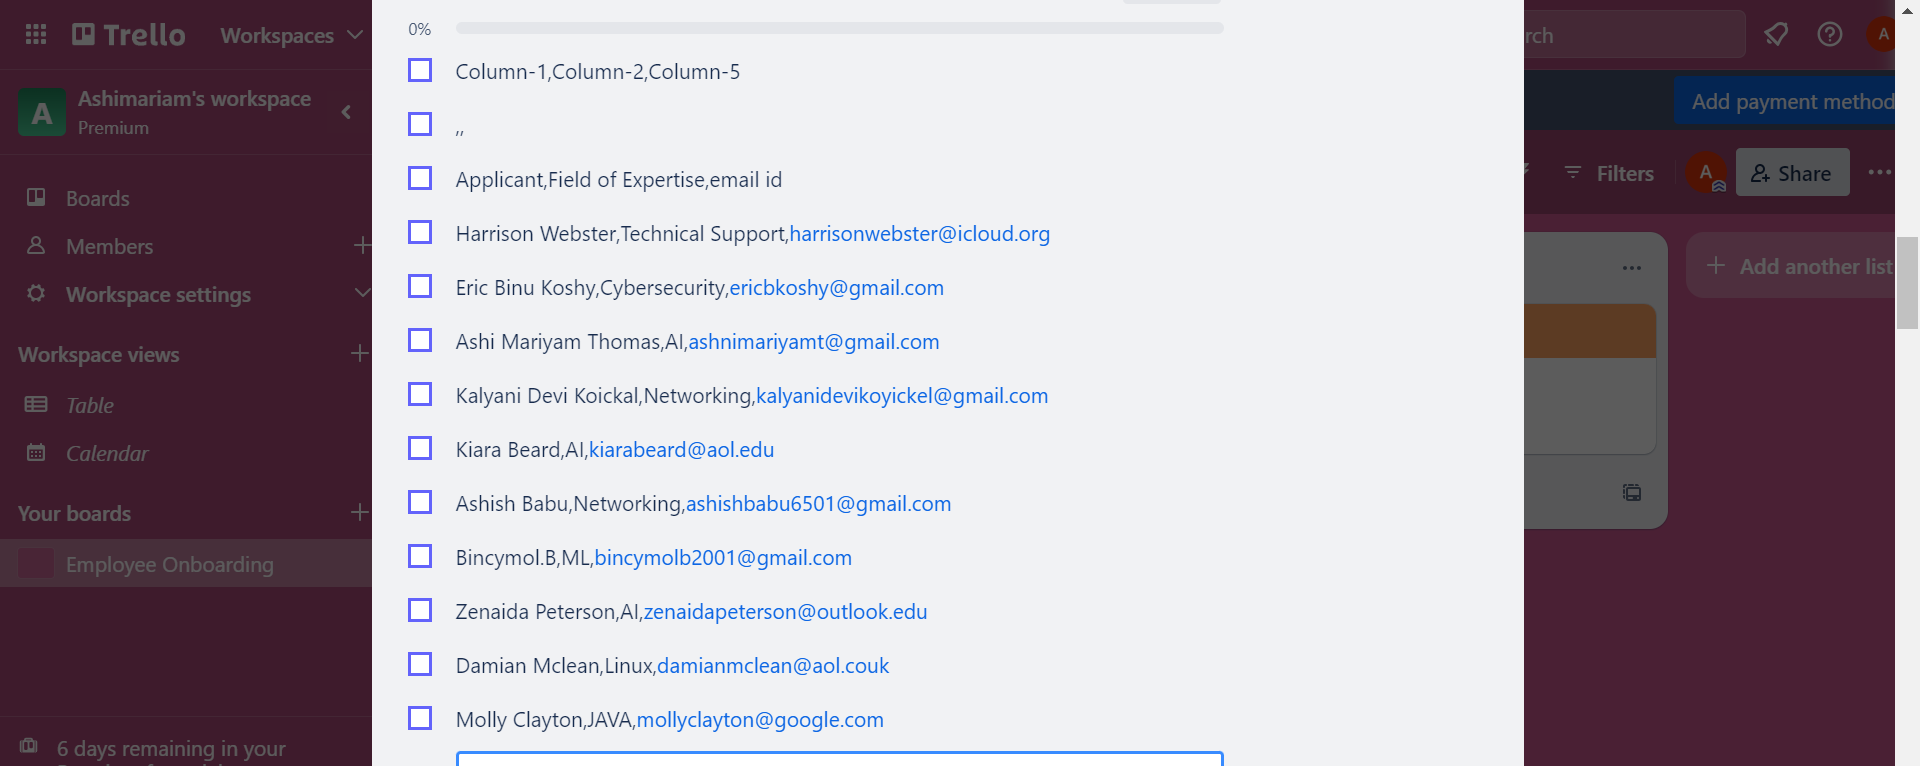 Trello
Workspaces
rch
A
A
Ashimariam's workspace
Premium
Add payment method
Filters
A
Share
Boards
Members
Workspace settings
Workspace views
Table
Calendar
Your boards
Employee Onboarding
6 days remaining in your
0%
Column-1,Column-2,Column-5
,,
Applicant,Field of Expertise,email id
Harrison Webster,Technical Support,harrisonwebster@icloud.org
Eric Binu Koshy,Cybersecurity,ericbkoshy@gmail.com
Ashi Mariyam Thomas,AI,ashnimariyamt@gmail.com
Kalyani Devi Koickal,Networking,kalyanidevikoyickel@gmail.com
Kiara Beard,AI,kiarabeard@aol.edu
Ashish Babu,Networking,ashishbabu6501@gmail.com
Bincymol.B,ML,bincymolb2001@gmail.com
Zenaida Peterson,AI,zenaidapeterson@outlook.edu
Damian Mclean,Linux,damianmclean@aol.couk
Molly Clayton,JAVA,mollyclayton@google.com
Add another list